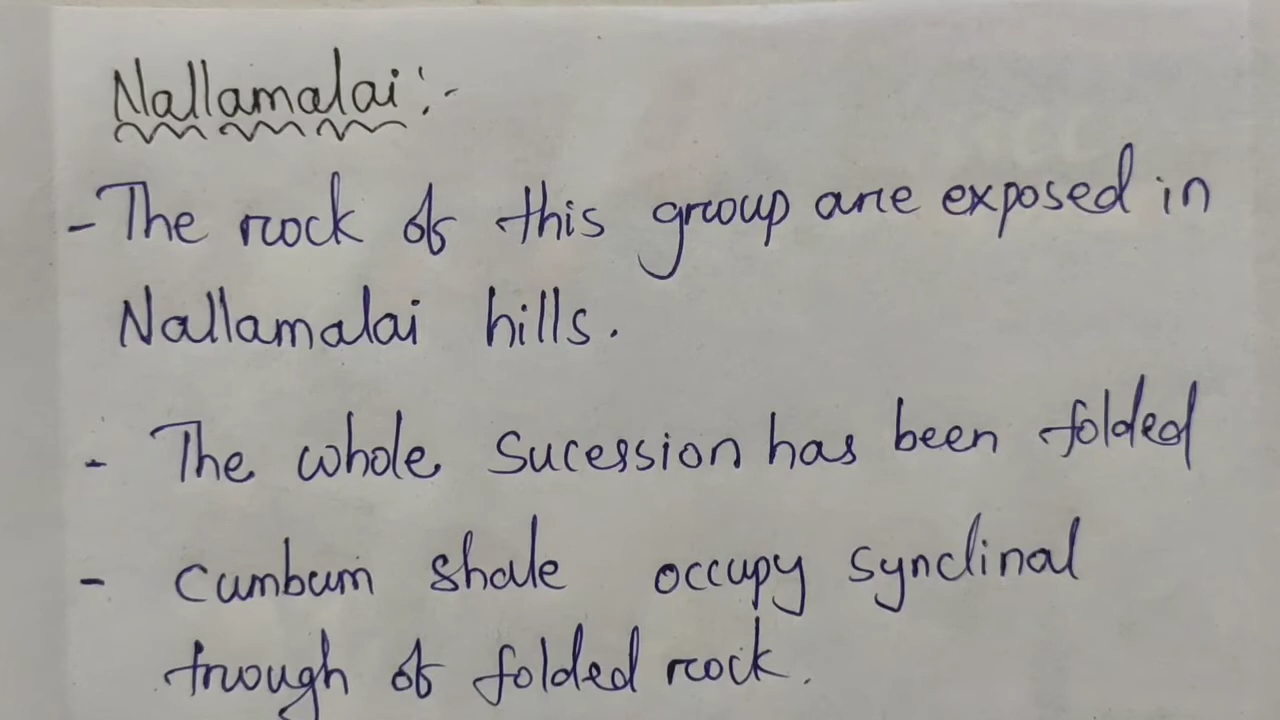 Nallamalai :-
- The rock of this group are exposed in
Nallamalai hills.
- The whole sucession has been folded
- Cumbum shale occupy synclinal
trough of folded rock.